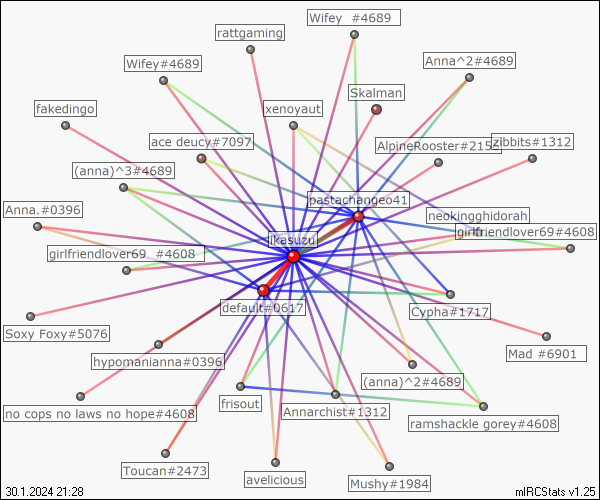 Wifey_#4689
rattgaming
Anna^2#4689
Wifey#4689
Skalman
fakedingo
xenoyaut
ace deucy#7097
AlpineRooster#215
zibbits#1312
(anna)^3#4689
pastachangeo41
Anna.#0396
neokingghidorah
girlfriendlover69#4608
ikasuzu
girlfriendlover69_#4608
default#0617
Cypha#1717
Soxy Foxy#5076
Mad #6901
hypomanianna#0396
(anna)^2#4689
no cops no laws no hope#4608
frisout
Annarchist#1312
ramshackle gorey#4608
Toucan#2473
avelicious
Mushy#1984
30.1.2024 21:28
mIRCStats v1.25